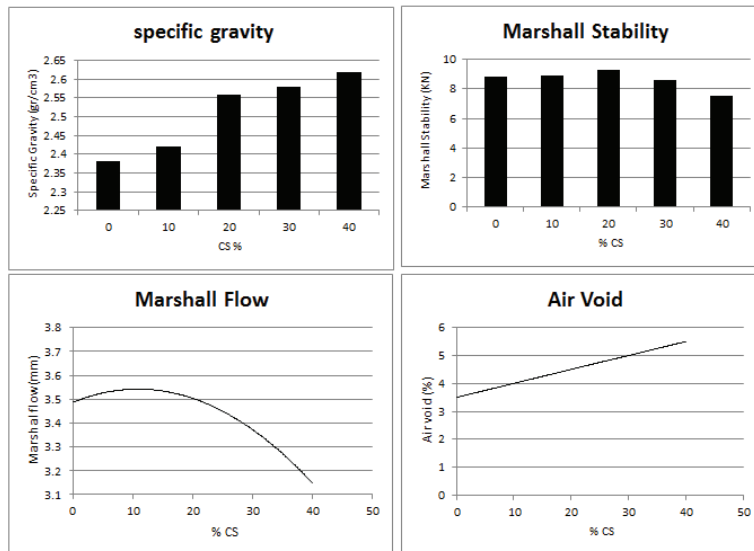 specific gravity
Specific Gravity (gr/cm3)
2.65
2.6
2.55
2.5
2.45
2.4
2.35
2.3
2.25
0 10 20 30 40
CS %
Marshall Stability
Marshall Stability (KN)
10
8
6
4
2
0
0 10 20 30 40
% CS
Marshall Flow
Marshal flow(mm)
3.8
3.7
3.6
3.5
3.4
3.3
3.2
3.1
0 10 20 30 40 50
% CS
Air Void
Air void (%)
6
5
4
3
2
1
0
0 10 20 30 40 50
% CS